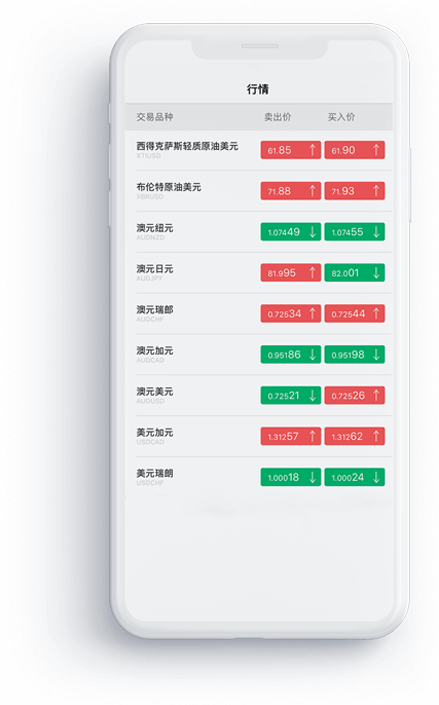 行情
交易品种 卖出价 买入价
西得克萨斯轻质原油美元 61.85 ↑ 61.90 ↑
XTIUSD
布伦特原油美元 71.88 ↑ 71.93 ↑
XBRUSD
澳元纽元 1.07449 ↓ 1.07455 ↓
AUDNZD
澳元日元 81.995 ↑ 82.001 ↓
AUDJPY
澳元瑞郎 0.72534 ↑ 0.72544 ↑
AUDCHF
澳元加元 0.95186 ↓ 0.95198 ↓
AUDCAD
澳元美元 0.72521 ↓ 0.72526 ↑
AUDUSD
美元加元 1.31257 ↑ 1.31262 ↑
USDCAD
美元瑞朗 1.00018 ↓ 1.00024 ↓
USDCHF